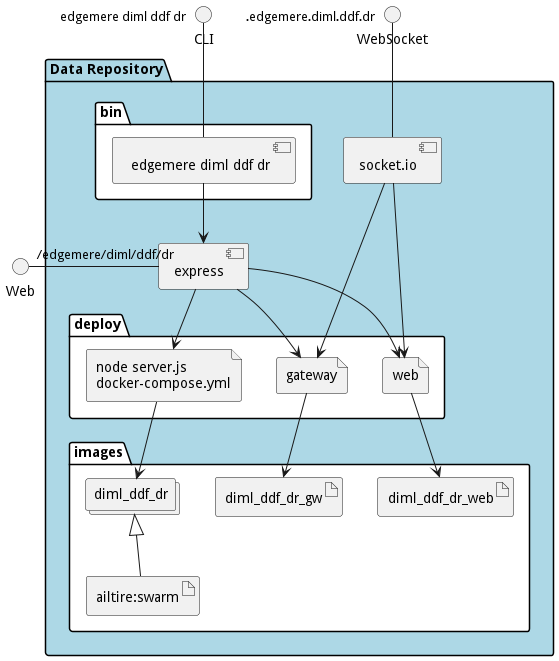 edgemere diml ddf dr
.edgemere.diml.ddf.dr
CLI
WebSocket
Data Repository
bin
edgemere diml ddf dr
socket.io
/edgemere/diml/ddf/dr
express
Web
deploy
node server.js
docker-compose.yml
gateway
web
images
diml_ddf_dr
diml_ddf_dr_gw
diml_ddf_dr_web
ailtire:swarm